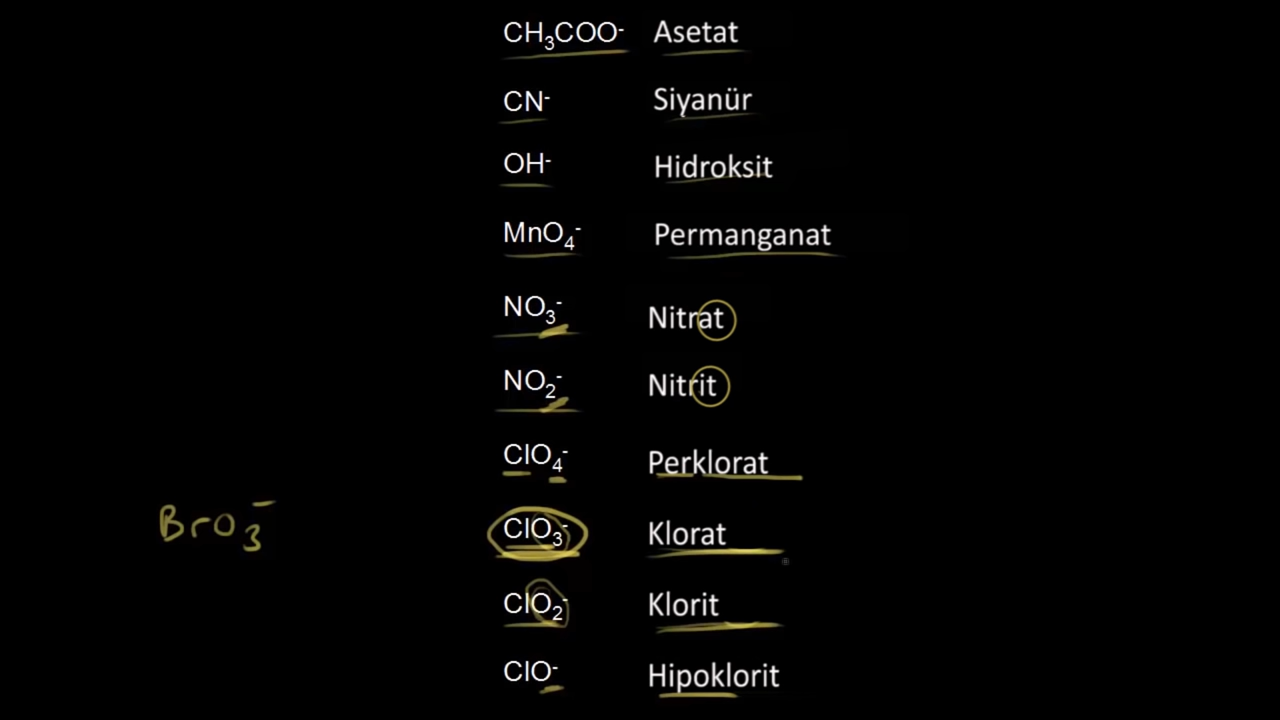 CH₃COO⁻ Asetat
CN⁻ Siyanür
OH⁻ Hidroksit
MnO₄⁻ Permanganat
NO₃⁻ Nitrat
NO₂⁻ Nitrit
ClO₄⁻ Perklorat
BrO₃⁻
ClO₃⁻ Klorat
ClO₂⁻ Klorit
ClO⁻ Hipoklorit